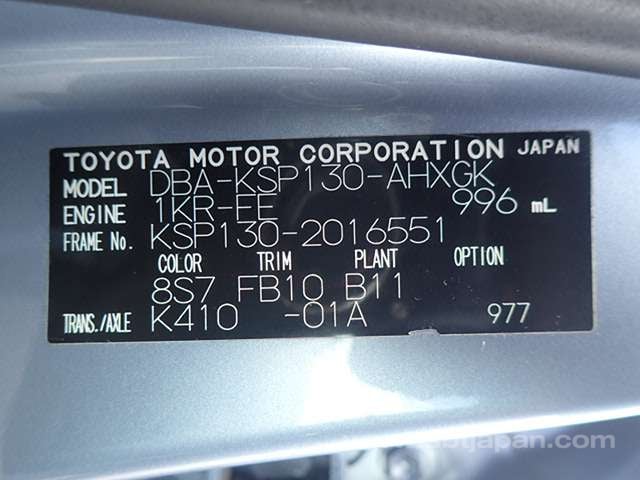 TOYOTA MOTOR CORPORATION JAPAN
MODEL DBA-KSP130-AHXGK
ENGINE 1KR-EE 996 mL
FRAME No. KSP130-2016551
COLOR TRIM PLANT OPTION
8S7 FB10 B11
TRANS./AXLE K410 -01A 977